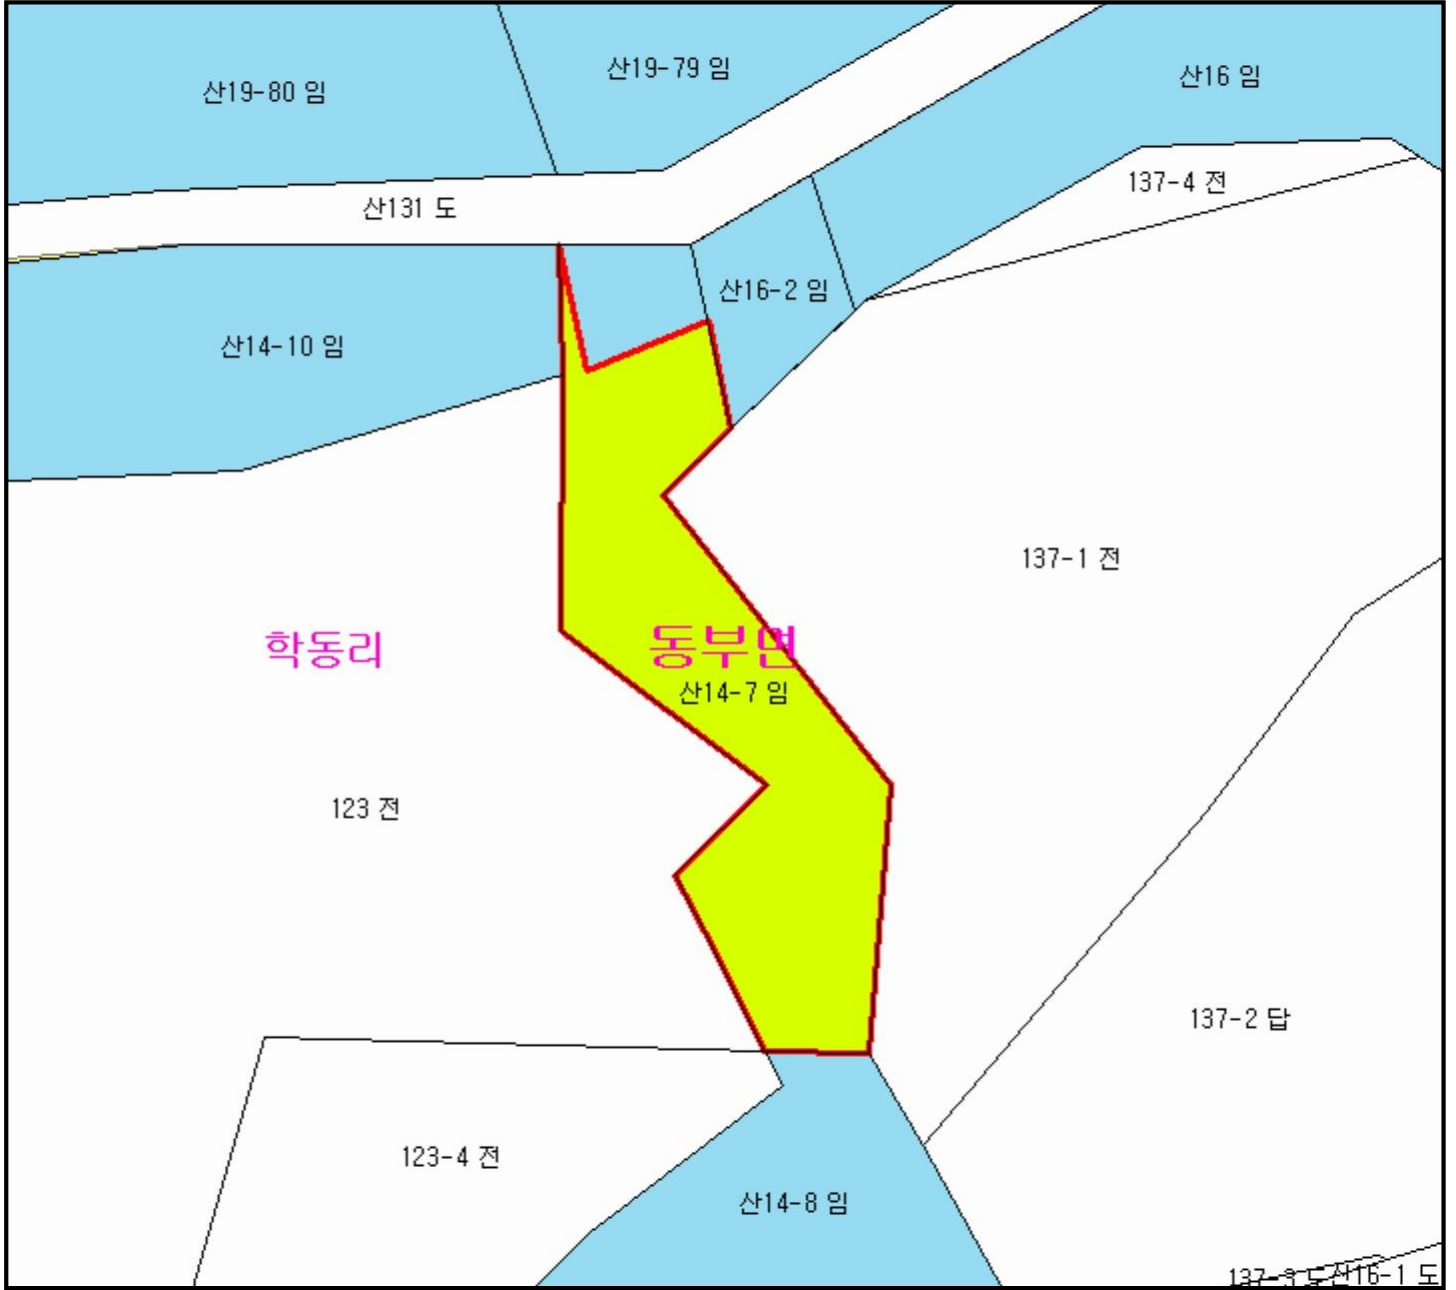 산19-80 임
산19-79 임
산16 임
137-4 전
산131 도
산16-2 임
산14-10 임
137-1 전
학동리
동부면
산14-7 임
123 전
137-2 답
123-4 전
산14-8 임
137-3 도
산16-1 도